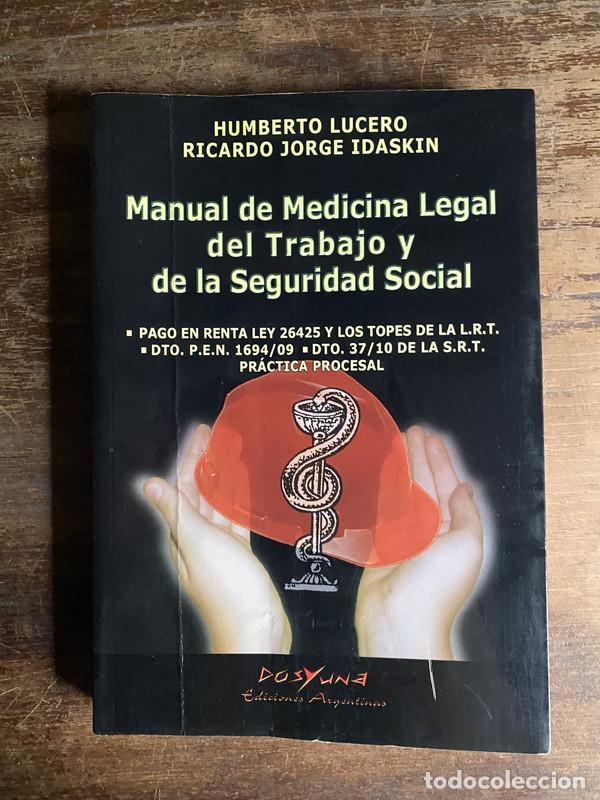 HUMBERTO LUCERO
RICARDO JORGE IDASKIN
Manual de Medicina Legal
del Trabajo y
de la Seguridad Social
▪ PAGO EN RENTA LEY 26425 Y LOS TOPES DE LA L.R.T.
▪ DTO. P.E.N. 1694/09 ▪ DTO. 37/10 DE LA S.R.T.
PRÁCTICA PROCESAL
DOSYUNA
Ediciones Argentinas
todocoleccion